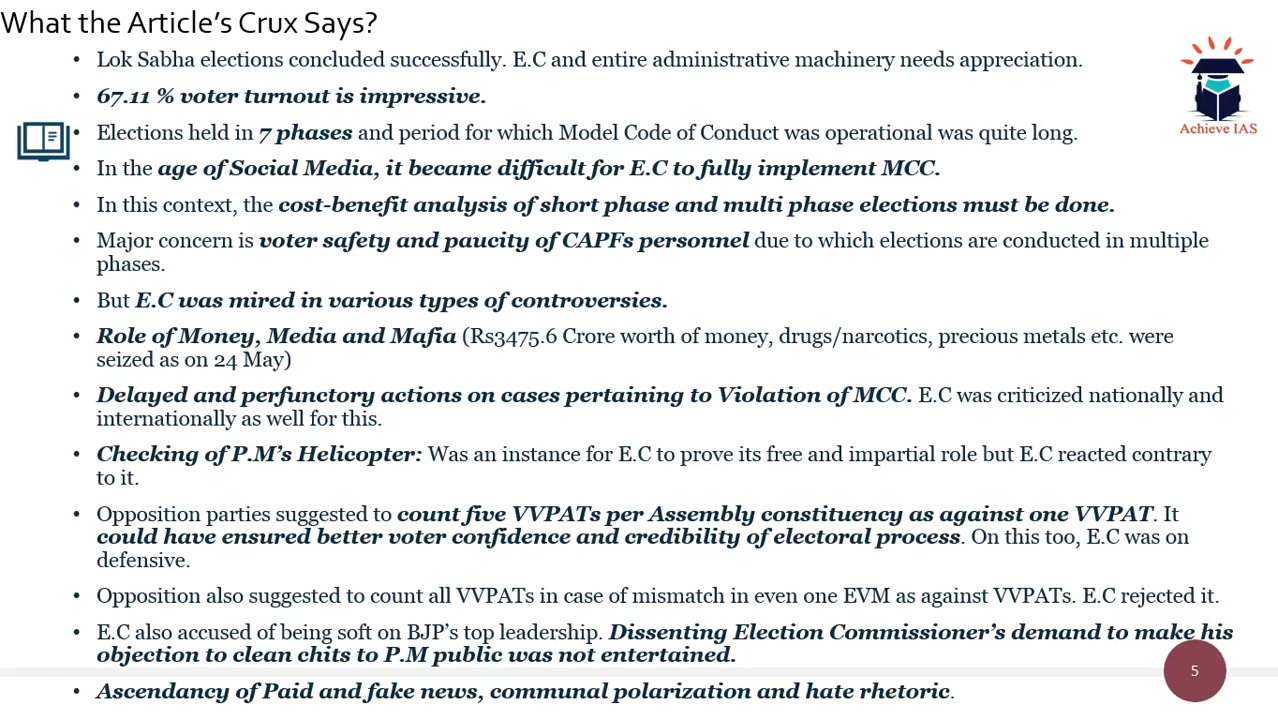 What the Article's Crux Says?
• Lok Sabha elections concluded successfully. E.C and entire administrative machinery needs appreciation.
• 67.11 % voter turnout is impressive.
• Elections held in 7 phases and period for which Model Code of Conduct was operational was quite long.
• In the age of Social Media, it became difficult for E.C to fully implement MCC.
• In this context, the cost-benefit analysis of short phase and multi phase elections must be done.
• Major concern is voter safety and paucity of CAPFs personnel due to which elections are conducted in multiple
phases.
• But E.C was mired in various types of controversies.
• Role of Money, Media and Mafia (Rs3475.6 Crore worth of money, drugs/narcotics, precious metals etc. were
seized as on 24 May)
• Delayed and perfunctory actions on cases pertaining to Violation of MCC. E.C was criticized nationally and
internationally as well for this.
• Checking of P.M's Helicopter: Was an instance for E.C to prove its free and impartial role but E.C reacted contrary
to it.
• Opposition parties suggested to count five VVPATs per Assembly constituency as against one VVPAT. It
could have ensured better voter confidence and credibility of electoral process. On this too, E.C was on
defensive.
• Opposition also suggested to count all VVPATs in case of mismatch in even one EVM as against VVPATs. E.C rejected it.
• E.C also accused of being soft on BJP's top leadership. Dissenting Election Commissioner's demand to make his
objection to clean chits to P.M public was not entertained.
• Ascendancy of Paid and fake news, communal polarization and hate rhetoric.
Achieve IAS
5